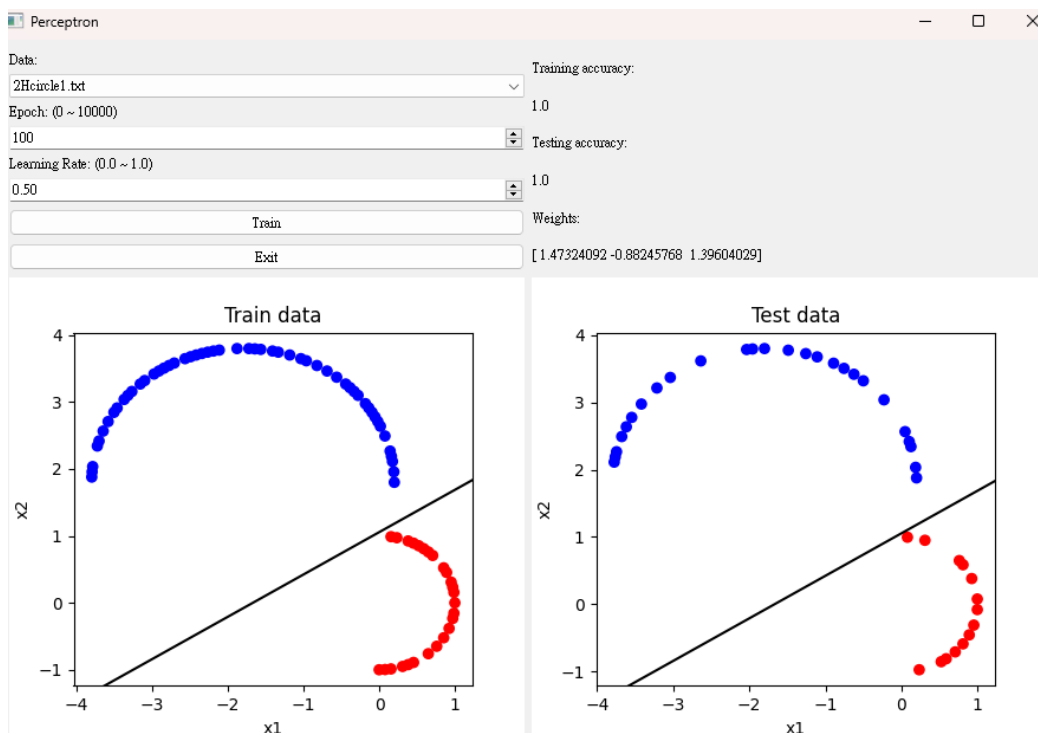 Perceptron
Data:
2Hcircle1.txt
Epoch: (0 ~ 10000)
100
Learning Rate: (0.0 ~ 1.0)
0.50
Train
Exit
Training accuracy:
1.0
Testing accuracy:
1.0
Weights:
[ 1.47324092 -0.88245768  1.39604029]
Train data
4
3
2
1
0
−1
x2
−4 −3 −2 −1 0 1
x1
Test data
4
3
2
1
0
−1
x2
−4 −3 −2 −1 0 1
x1